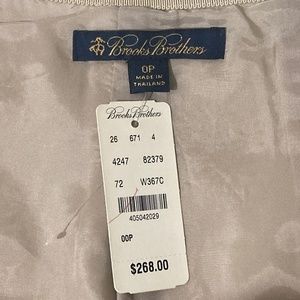 Brooks Brothers
0P
MADE IN
THAILAND
Brooks Brothers
26 671 4
4247 82379
72 W367C
405042029
00P
$268.00